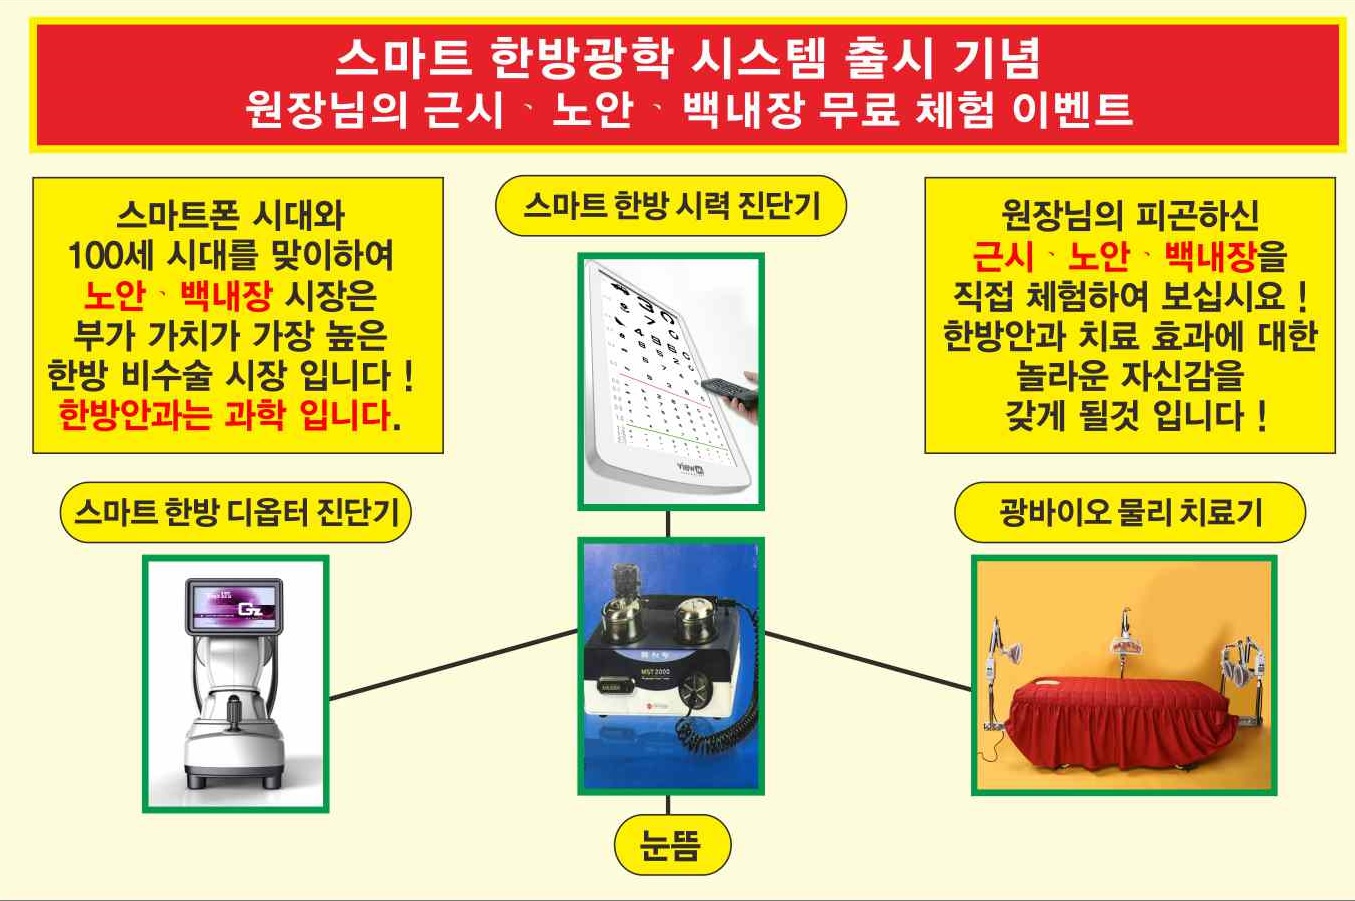 스마트 한방광학 시스템 출시 기념
원장님의 근시、노안、백내장 무료 체험 이벤트
스마트폰 시대와
100세 시대를 맞이하여
노안、백내장 시장은
부가 가치가 가장 높은
한방 비수술 시장 입니다 !
한방안과는 과학 입니다.
스마트 한방 시력 진단기
원장님의 피곤하신
근시、노안、백내장을
직접 체험하여 보십시요 !
한방안과 치료 효과에 대한
놀라운 자신감을
갖게 될것 입니다 !
스마트 한방 디옵터 진단기
광바이오 물리 치료기
MST 2000
눈뜸